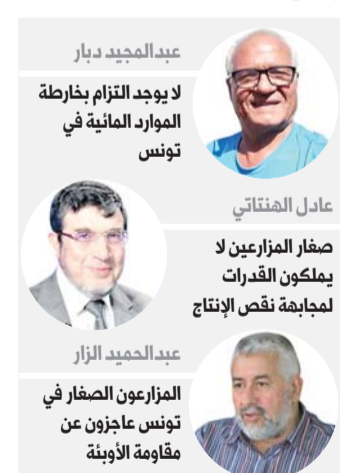 عبدالمجيد دبار
لا يوجد التزام بخارطة
الموارد المائية في
تونس
عادل الهنتاتي
صغار المزارعين لا
يملكون القدرات
لمجابهة نقص الإنتاج
عبدالحميد الزار
المزارعون الصغار في
تونس عاجزون عن
مقاومة الأوبئة